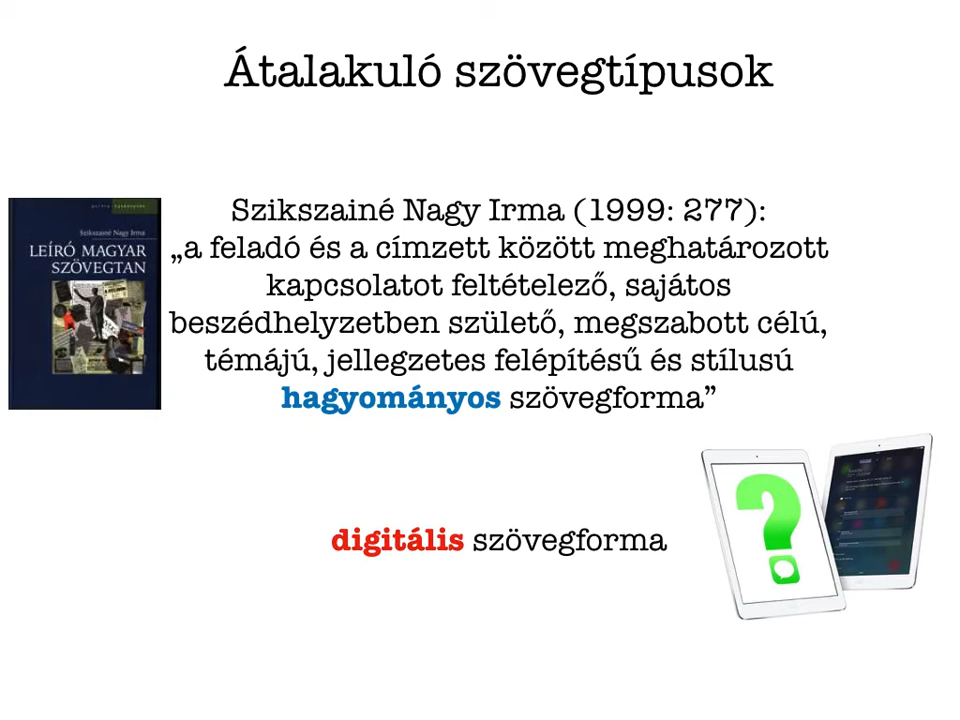 Átalakuló szövegtípusok
Szikszainé Nagy Irma (1999: 277):
„a feladó és a címzett között meghatározott
kapcsolatot feltételező, sajátos
beszédhelyzetben születő, megszabott célú,
témájú, jellegzetes felépítésű és stílusú
hagyományos szövegforma”
Szikszainé Nagy Irma
LEÍRÓ MAGYAR
SZÖVEGTAN
digitális szövegforma
?